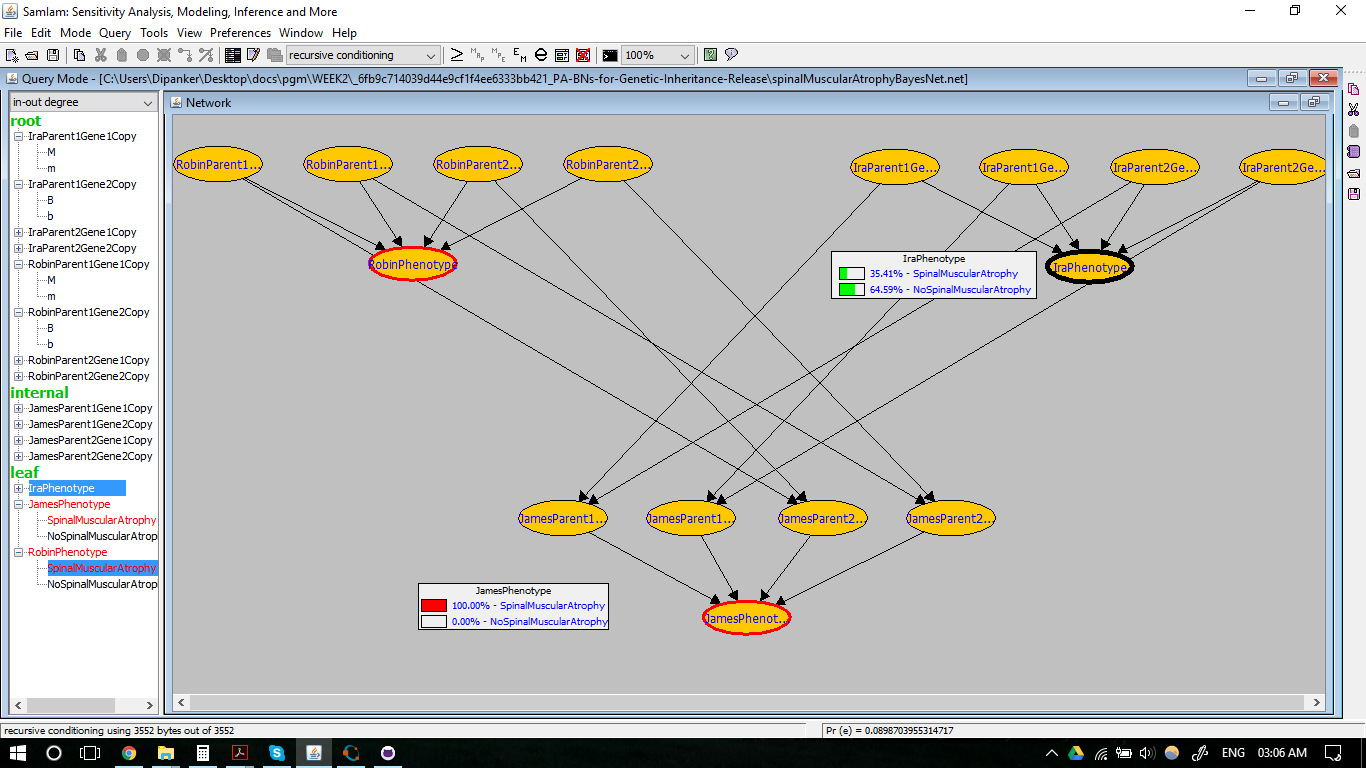 SamIam: Sensitivity Analysis, Modeling, Inference and More
File Edit Mode Query Tools View Preferences Window Help
recursive conditioning
100%
Query Mode - [C:\Users\Dipanker\Desktop\docs\pgm\WEEK2\_6fb9c714039d44e9cf1f4ee6333bb421_PA-BNs-for-Genetic-Inheritance-Release\spinalMuscularAtrophyBayesNet.net]
in-out degree
root
IraParent1Gene1Copy
M
m
IraParent1Gene2Copy
B
b
IraParent2Gene1Copy
IraParent2Gene2Copy
RobinParent1Gene1Copy
M
m
RobinParent1Gene2Copy
B
b
RobinParent2Gene1Copy
RobinParent2Gene2Copy
internal
JamesParent1Gene1Copy
JamesParent1Gene2Copy
JamesParent2Gene1Copy
JamesParent2Gene2Copy
leaf
IraPhenotype
JamesPhenotype
SpinalMuscularAtrophy
NoSpinalMuscularAtrop
RobinPhenotype
SpinalMuscularAtrophy
NoSpinalMuscularAtrop
Network
RobinParent1... RobinParent1... RobinParent2... RobinParent2... IraParent1Ge... IraParent1Ge... IraParent2Ge... IraParent2Ge...
RobinPhenotype
IraPhenotype
35.41% - SpinalMuscularAtrophy
64.59% - NoSpinalMuscularAtrophy
IraPhenotype
JamesParent1... JamesParent1... JamesParent2... JamesParent2...
JamesPhenotype
100.00% - SpinalMuscularAtrophy
0.00% - NoSpinalMuscularAtrophy
JamesPhenot...
recursive conditioning using 3552 bytes out of 3552
Pr (e) = 0.0898703955314717
ENG 03:06 AM